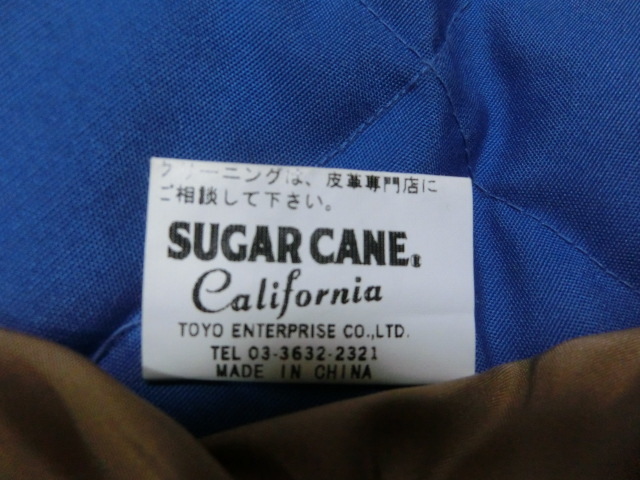 クリーニングは、皮革専門店に
ご相談して下さい。
SUGAR CANE®
California
TOYO ENTERPRISE CO.,LTD.
TEL 03-3632-2321
MADE IN CHINA